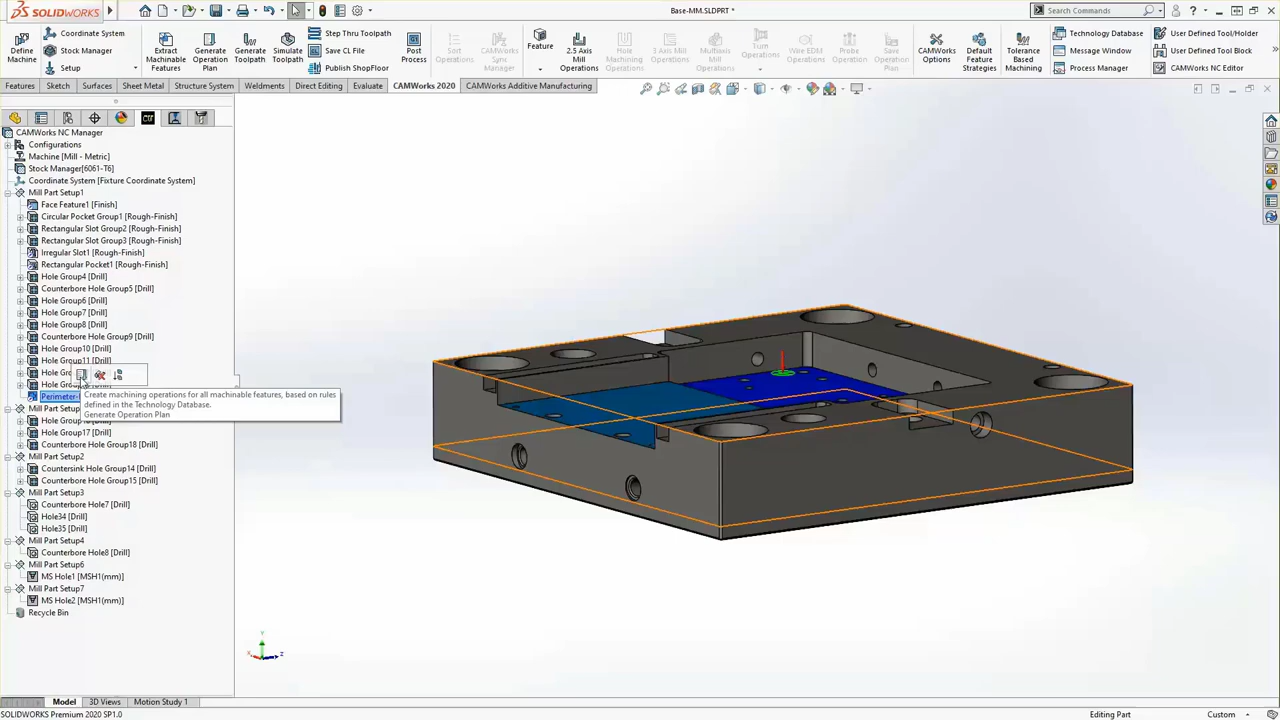 SOLIDWORKS
Base-MM.SLDPRT *
Search Commands
Define
Machine
Coordinate System
Stock Manager
Setup
Extract
Machinable
Features
Generate
Operation
Plan
Generate
Toolpath
Simulate
Toolpath
Step Thru Toolpath
Save CL File
Publish ShopFloor
Post
Process
Sort
Operations
CAMWorks
Sync
Manager
Feature
2.5 Axis
Mill
Operations
Hole
Machining
Operations
3 Axis Mill
Operations
Multiaxis
Mill
Operations
Turn
Operations
Wire EDM
Operations
Probe
Operations
Save
Operation
Plan
CAMWorks
Options
Default
Feature
Strategies
Tolerance
Based
Machining
Technology Database
Message Window
Process Manager
User Defined Tool/Holder
User Defined Tool Block
CAMWorks NC Editor
Features
Sketch
Surfaces
Sheet Metal
Structure System
Weldments
Direct Editing
Evaluate
CAMWorks 2020
CAMWorks Additive Manufacturing
CAMWorks NC Manager
Configurations
Machine [Mill - Metric]
Stock Manager[6061-T6]
Coordinate System [Fixture Coordinate System]
Mill Part Setup1
Face Feature1 [Finish]
Circular Pocket Group1 [Rough-Finish]
Rectangular Slot Group2 [Rough-Finish]
Rectangular Slot Group3 [Rough-Finish]
Irregular Slot1 [Rough-Finish]
Rectangular Pocket1 [Rough-Finish]
Hole Group4 [Drill]
Counterbore Hole Group5 [Drill]
Hole Group6 [Drill]
Hole Group7 [Drill]
Hole Group8 [Drill]
Counterbore Hole Group9 [Drill]
Hole Group10 [Drill]
Hole Group11 [Drill]
Hole Gro
Hole Gro
Perimeter-
Create machining operations for all machinable features, based on rules
defined in the Technology Database.
Generate Operation Plan
Mill Part Setup
Hole Group
Hole Group17 [Drill]
Counterbore Hole Group18 [Drill]
Mill Part Setup2
Countersink Hole Group14 [Drill]
Counterbore Hole Group15 [Drill]
Mill Part Setup3
Counterbore Hole7 [Drill]
Hole34 [Drill]
Hole35 [Drill]
Mill Part Setup4
Counterbore Hole8 [Drill]
Mill Part Setup6
MS Hole1 [MSH1(mm)]
Mill Part Setup7
MS Hole2 [MSH1(mm)]
Recycle Bin
Y
X
Z
Model
3D Views
Motion Study 1
SOLIDWORKS Premium 2020 SP1.0
Editing Part
Custom